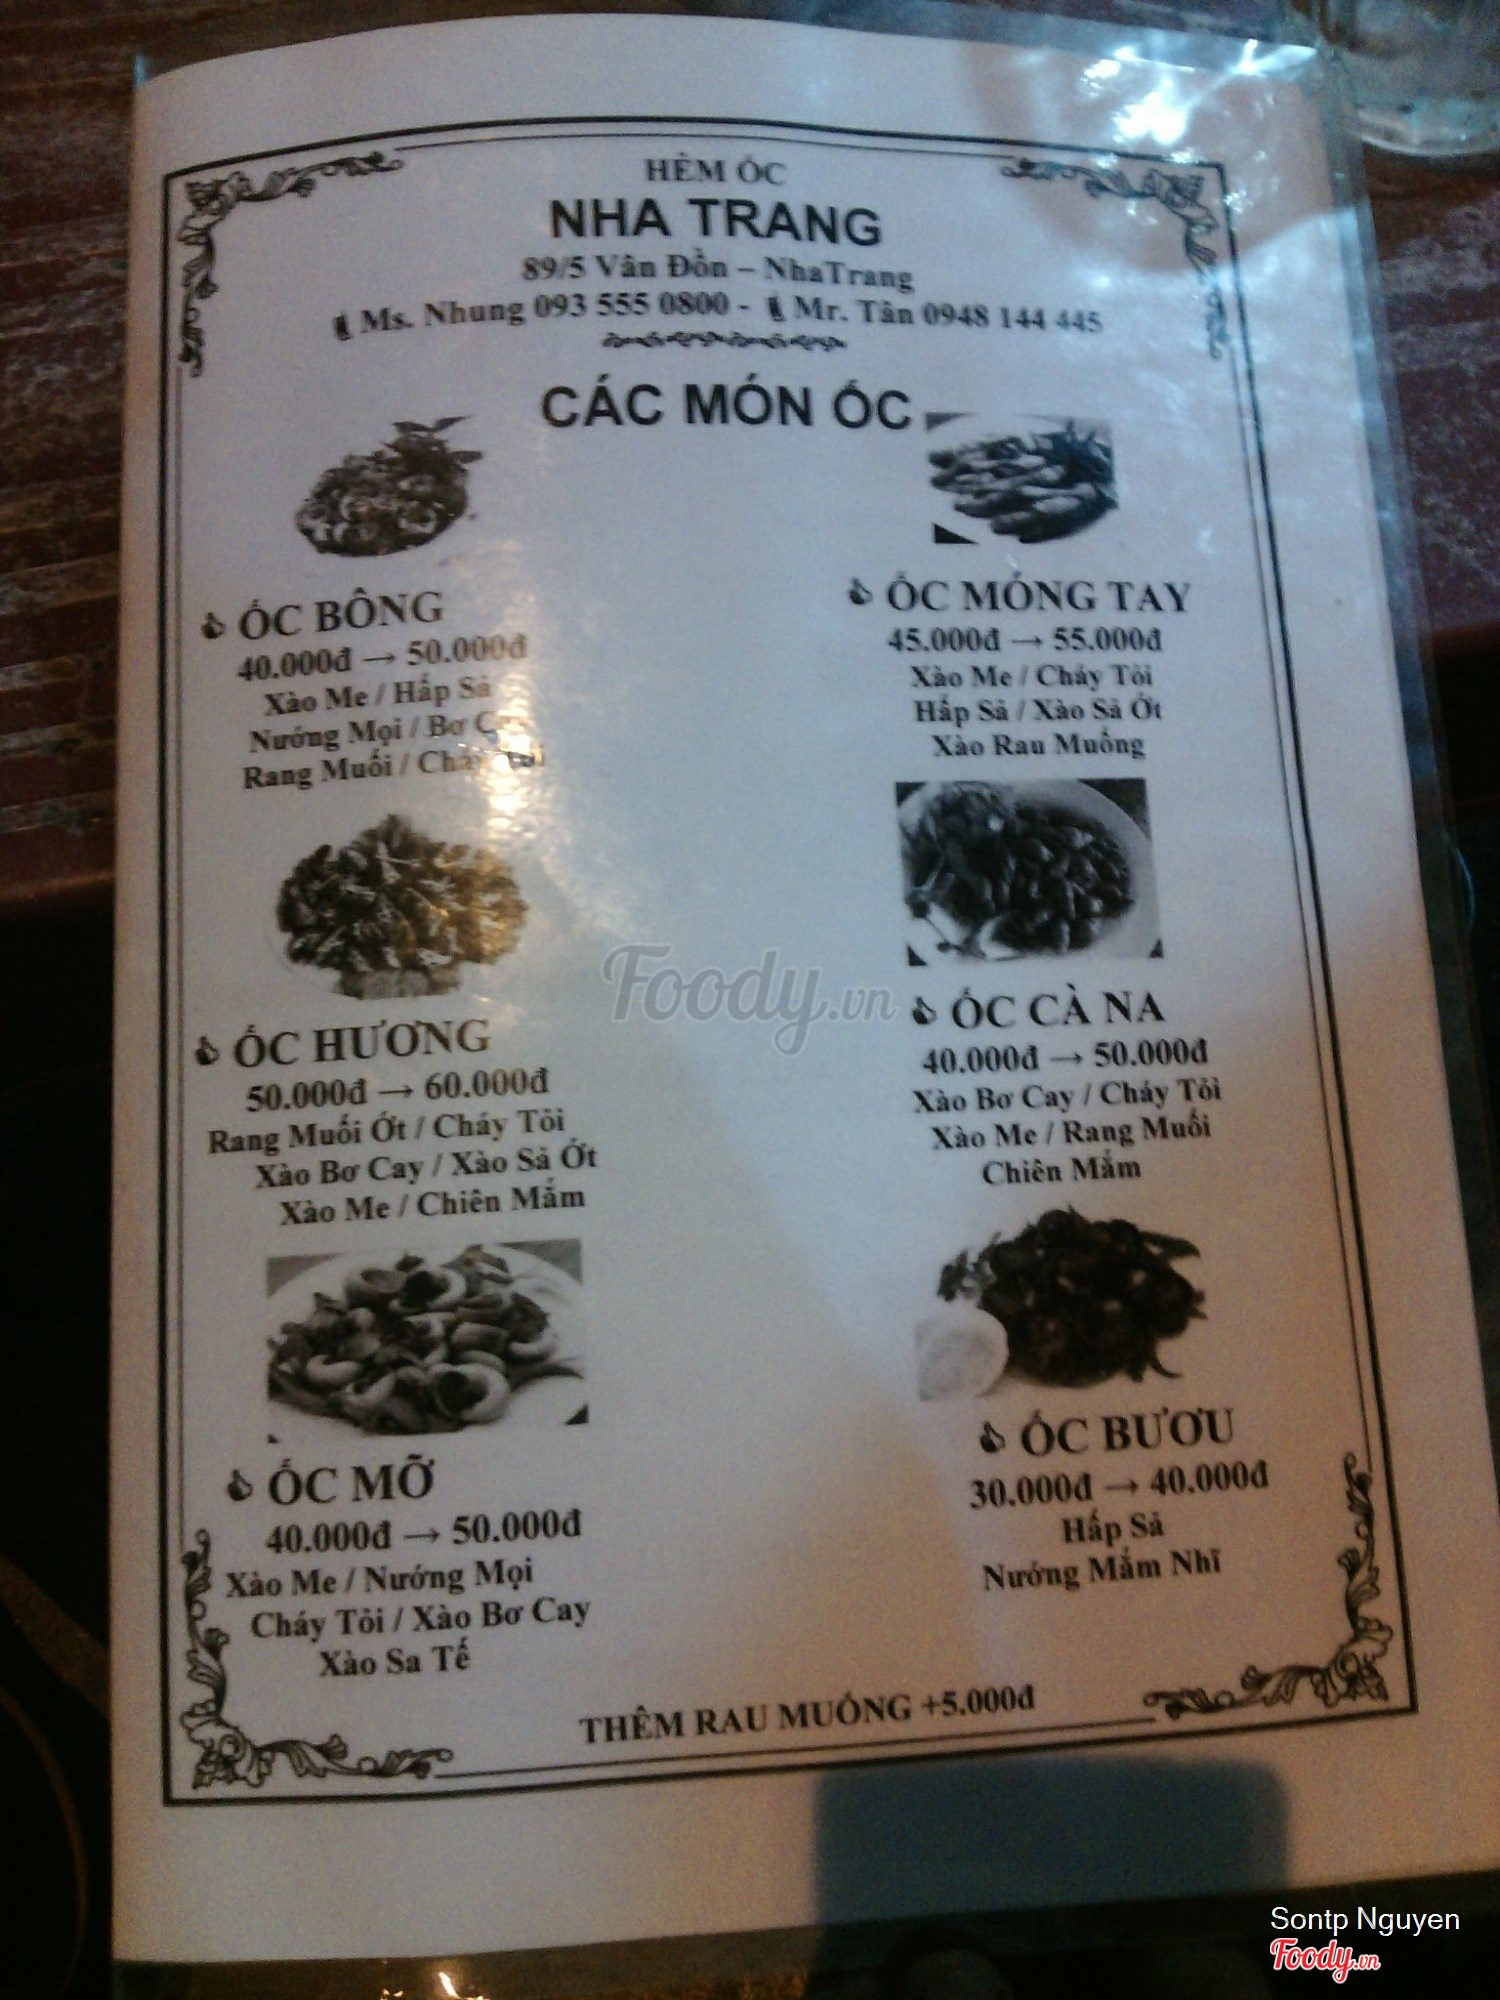 HẺM ỐC
NHA TRANG
89/5 Vân Đồn – NhaTrang
Ms. Nhung 093 555 0800 - Mr. Tân 0948 144 445
CÁC MÓN ỐC
ỐC BÔNG
40.000đ → 50.000đ
Xào Me / Hấp Sả
Nướng Mọi / Bơ
Rang Muối / Cháy Tỏi
ỐC HƯƠNG
50.000đ → 60.000đ
Rang Muối Ớt / Cháy Tỏi
Xào Bơ Cay / Xào Sả Ớt
Xào Me / Chiên Mắm
ỐC MỠ
40.000đ → 50.000đ
Xào Me / Nướng Mọi
Cháy Tỏi / Xào Bơ Cay
Xào Sa Tế
ỐC MÓNG TAY
45.000đ → 55.000đ
Xào Me / Cháy Tỏi
Hấp Sả / Xào Sả Ớt
Xào Rau Muống
ỐC CÀ NA
40.000đ → 50.000đ
Xào Bơ Cay / Cháy Tỏi
Xào Me / Rang Muối
Chiên Mắm
ỐC BƯƠU
30.000đ → 40.000đ
Hấp Sả
Nướng Mắm Nhĩ
THÊM RAU MUỐNG +5.000đ
Foody.vn
Sontp Nguyen
Foody.vn